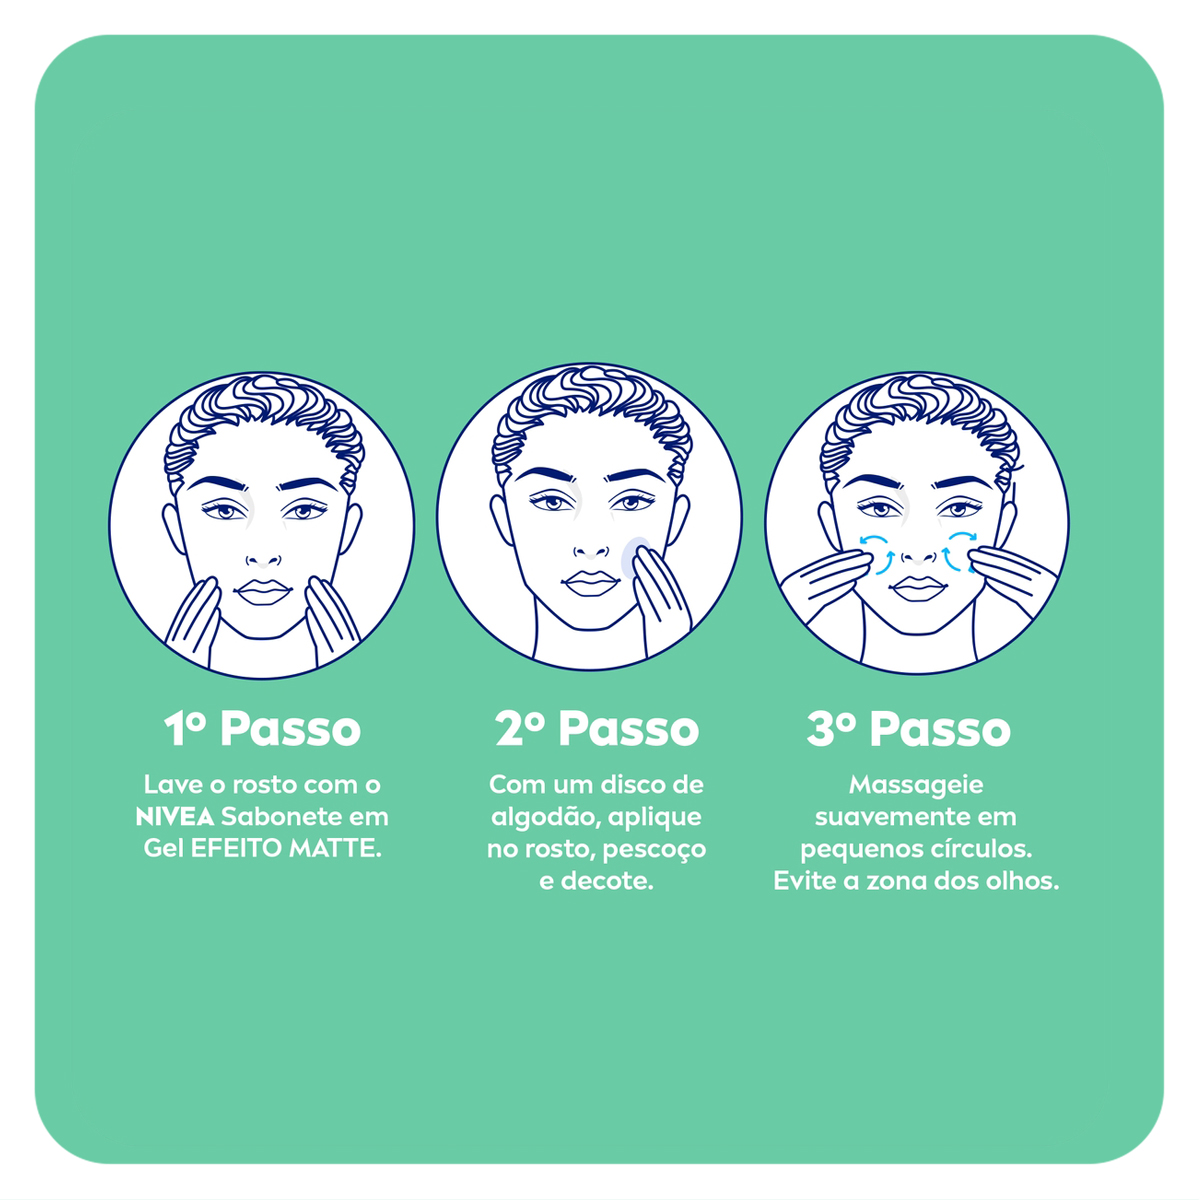 1º Passo
Lave o rosto com o
NIVEA Sabonete em
Gel EFEITO MATTE.
2º Passo
Com um disco de
algodão, aplique
no rosto, pescoço
e decote.
3º Passo
Massageie
suavemente em
pequenos círculos.
Evite a zona dos olhos.